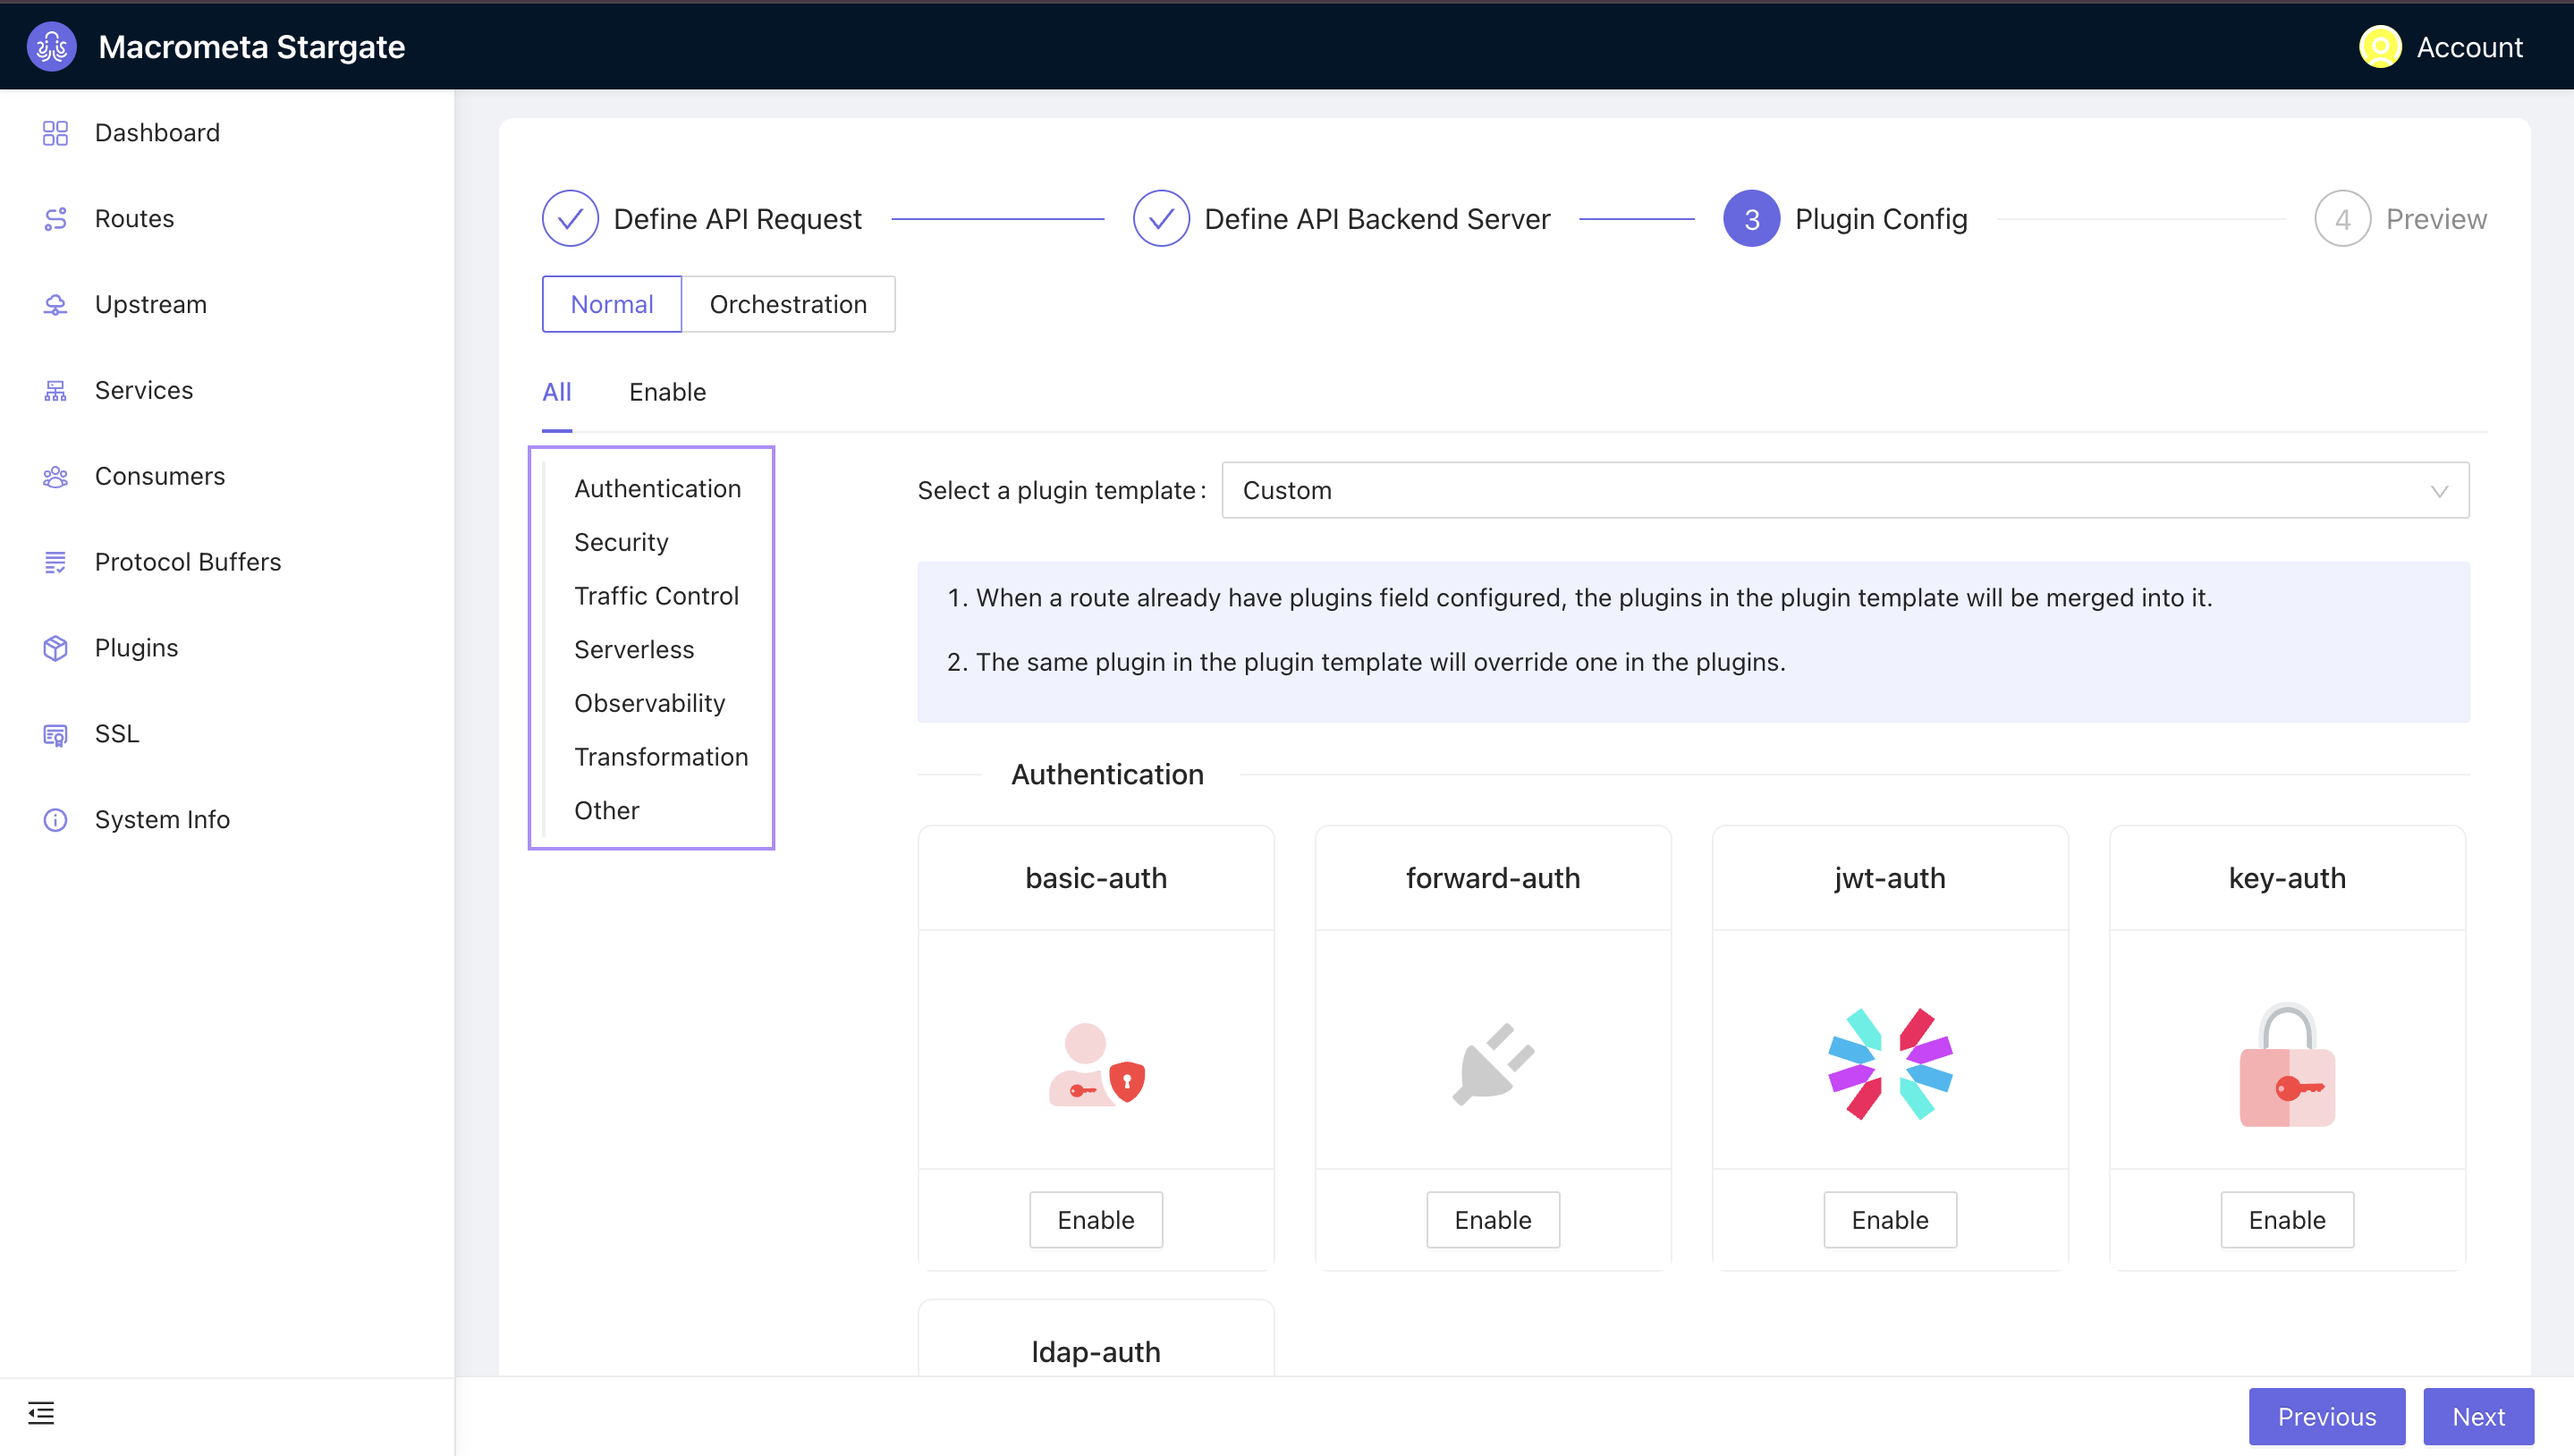 Macrometa Stargate
Account
Dashboard
Routes
Upstream
Services
Consumers
Protocol Buffers
Plugins
SSL
System Info
Define API Request
Define API Backend Server
3 Plugin Config
4 Preview
Normal
Orchestration
All
Enable
Authentication
Security
Traffic Control
Serverless
Observability
Transformation
Other
Select a plugin template:
Custom
1. When a route already have plugins field configured, the plugins in the plugin template will be merged into it.
2. The same plugin in the plugin template will override one in the plugins.
Authentication
basic-auth
forward-auth
jwt-auth
key-auth
Enable
Enable
Enable
Enable
ldap-auth
Previous
Next